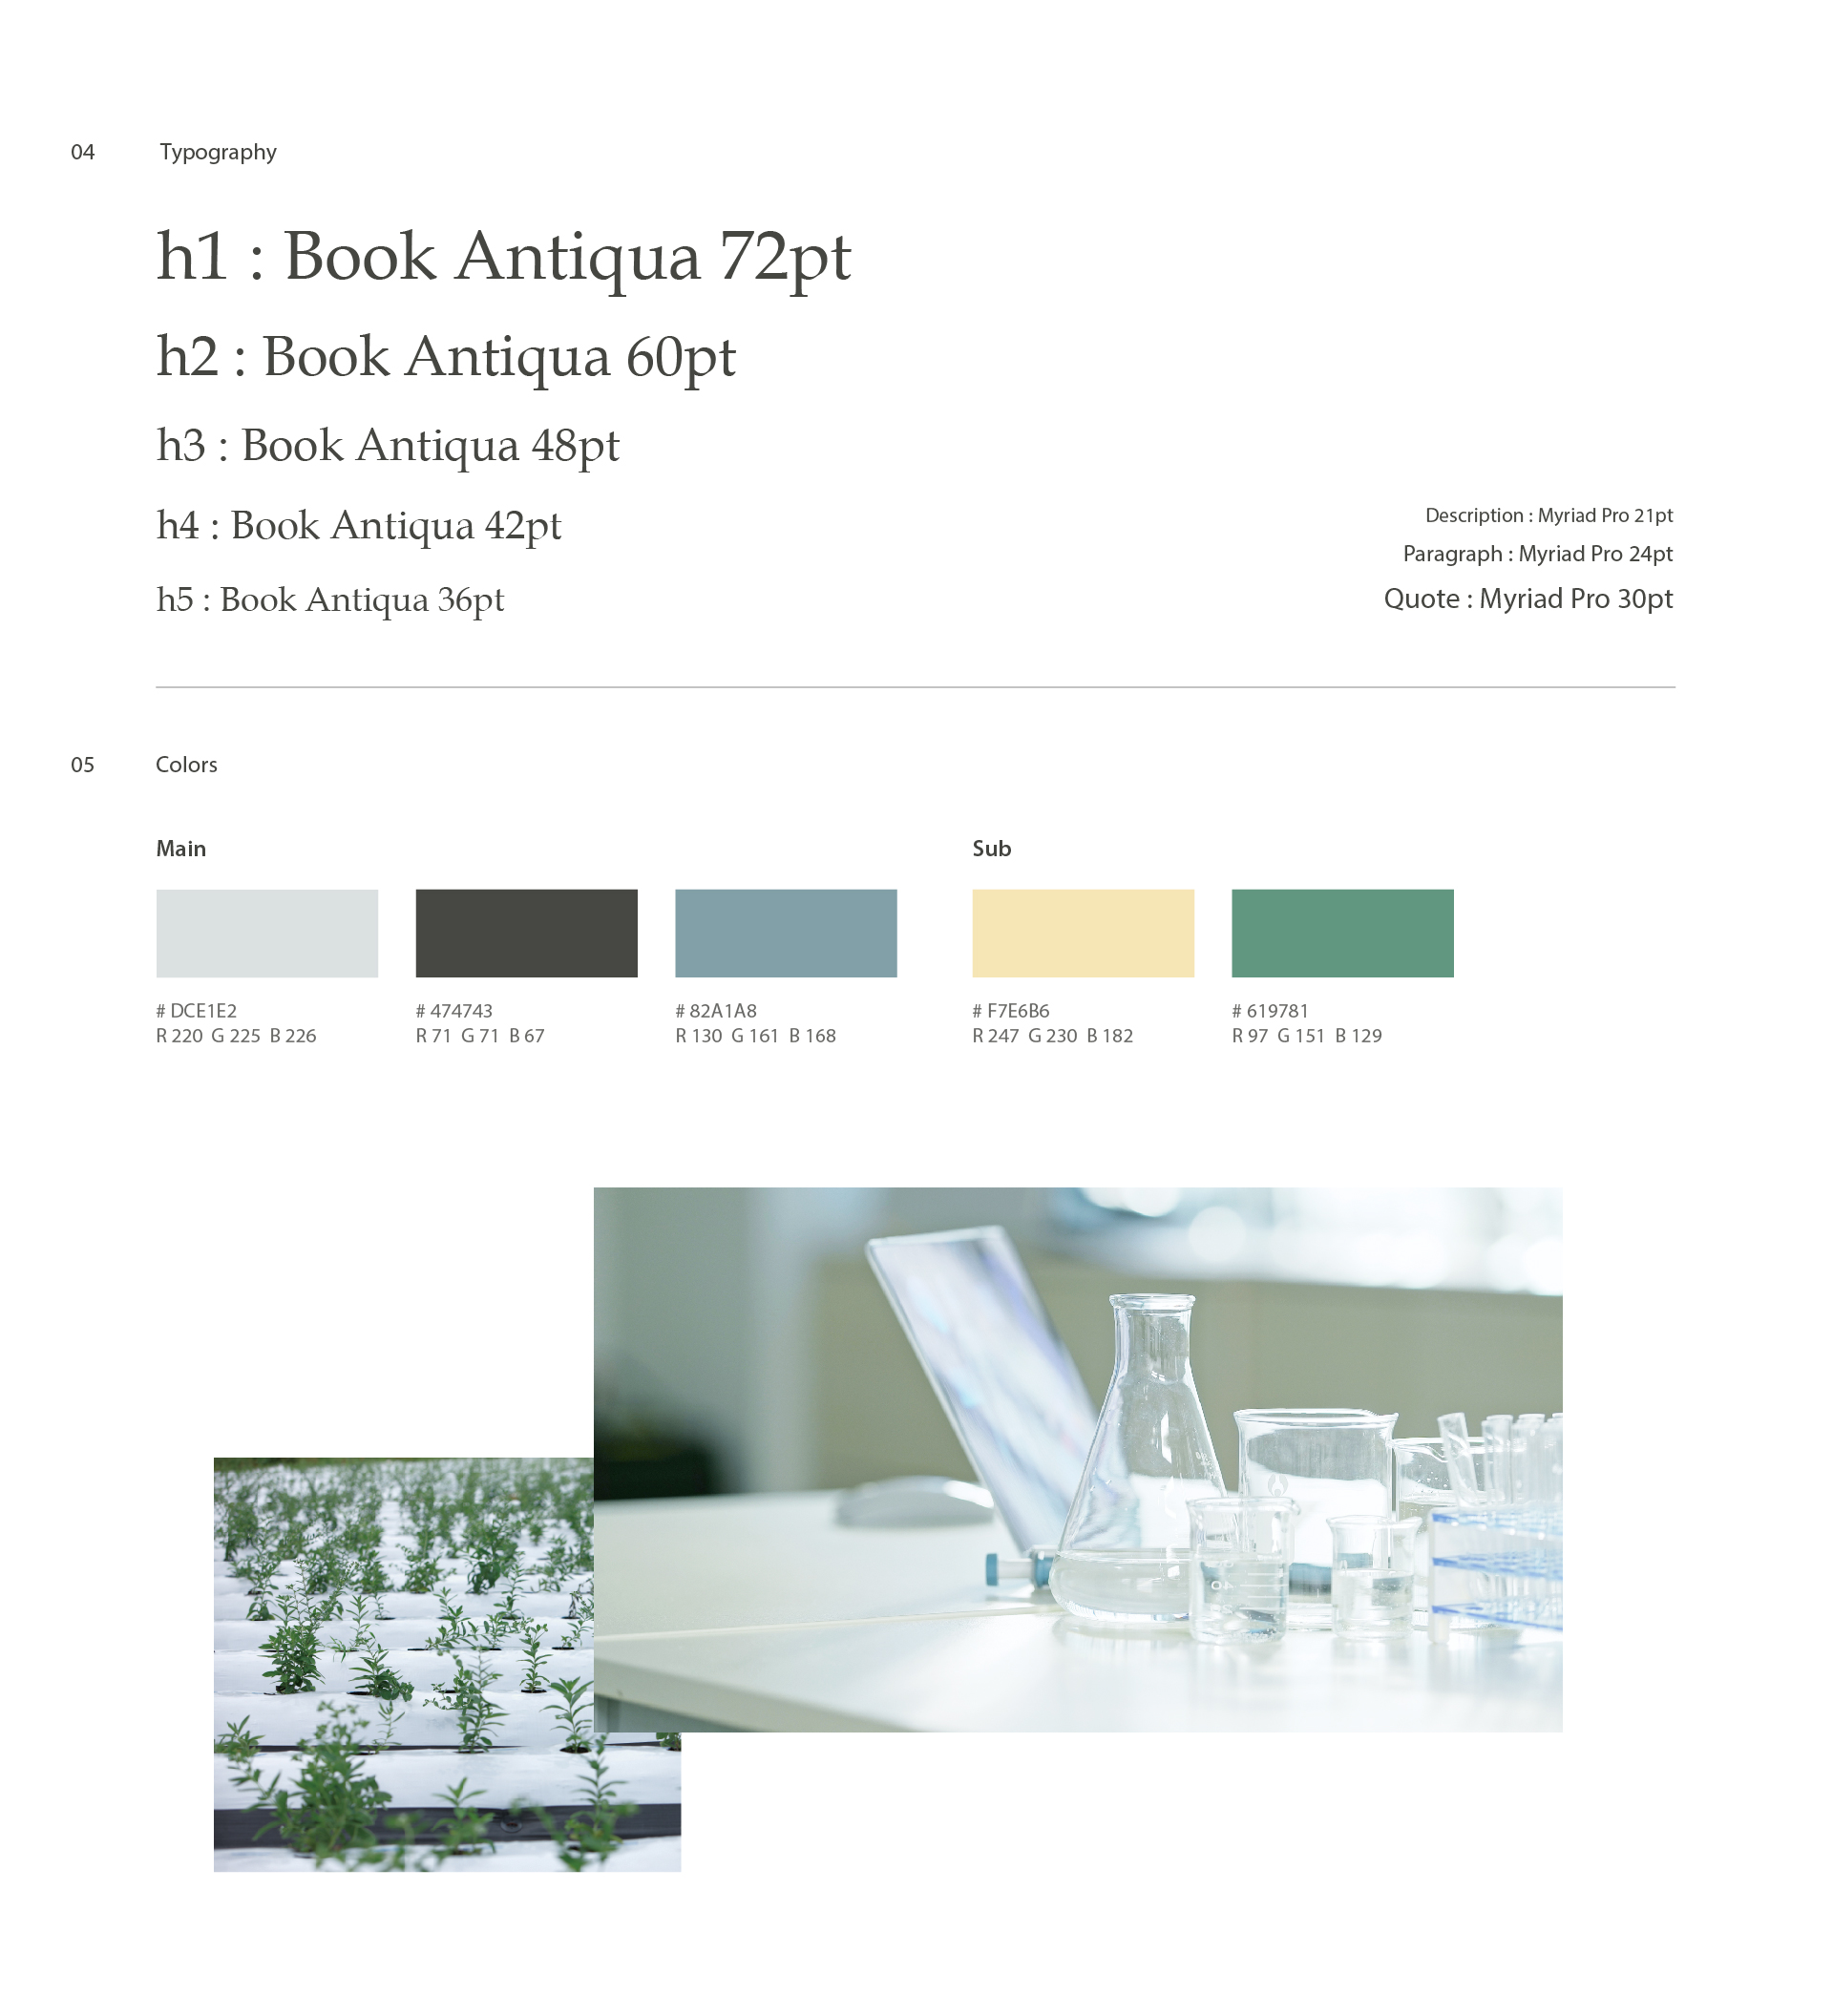 04 Typography
h1 : Book Antiqua 72pt
h2 : Book Antiqua 60pt
h3 : Book Antiqua 48pt
h4 : Book Antiqua 42pt
h5 : Book Antiqua 36pt
Description : Myriad Pro 21pt
Paragraph : Myriad Pro 24pt
Quote : Myriad Pro 30pt
05 Colors
Main
# DCE1E2
R 220 G 225 B 226
# 474743
R 71 G 71 B 67
# 82A1A8
R 130 G 161 B 168
Sub
# F7E6B6
R 247 G 230 B 182
# 619781
R 97 G 151 B 129